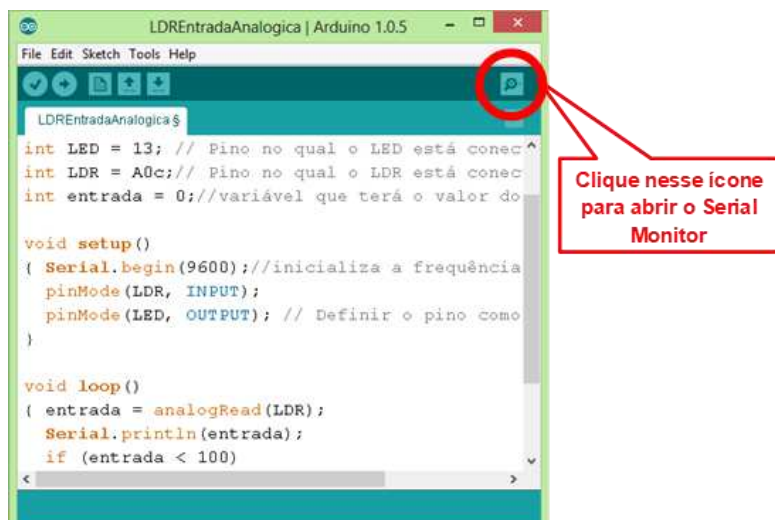 LDREntradaAnalogica | Arduino 1.0.5
File Edit Sketch Tools Help
LDREntradaAnalogica §
int LED = 13; // Pino no qual o LED está conec
int LDR = A0c;// Pino no qual o LDR está conec
int entrada = 0;//variável que terá o valor do
void setup()
{ Serial.begin(9600);//inicializa a frequência
pinMode(LDR, INPUT);
pinMode(LED, OUTPUT); // Definir o pino como
}
void loop()
{ entrada = analogRead(LDR);
Serial.println(entrada);
if (entrada < 100)
Clique nesse ícone
para abrir o Serial
Monitor